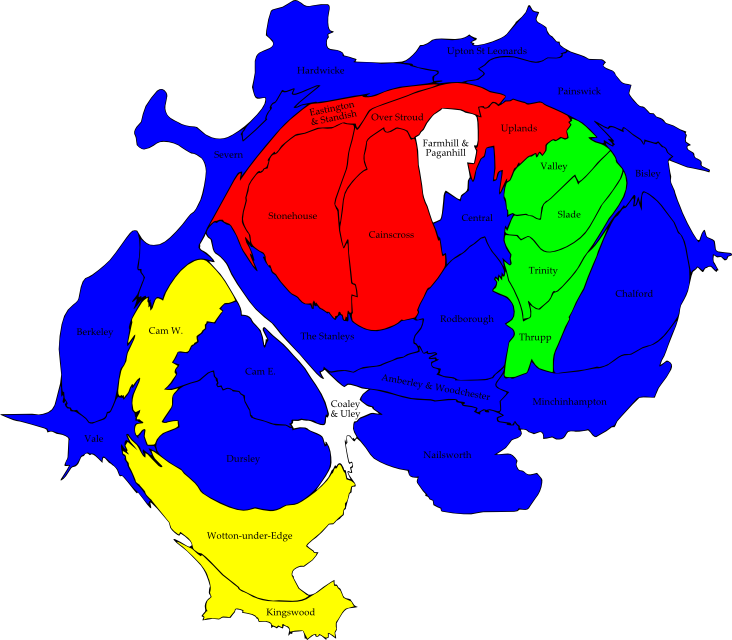 Upton St Leonards
Hardwicke
Painswick
Eastington
& Standish
Over Stroud
Uplands
Farmhill &
Paganhill
Severn
Valley
Bisley
Stonehouse
Central
Slade
Cainscross
Trinity
Chalford
Berkeley
Cam W.
Rodborough
The Stanleys
Thrupp
Cam E.
Amberley & Woodchester
Coaley
& Uley
Minchinhampton
Vale
Dursley
Nailsworth
Wotton-under-Edge
Kingswood